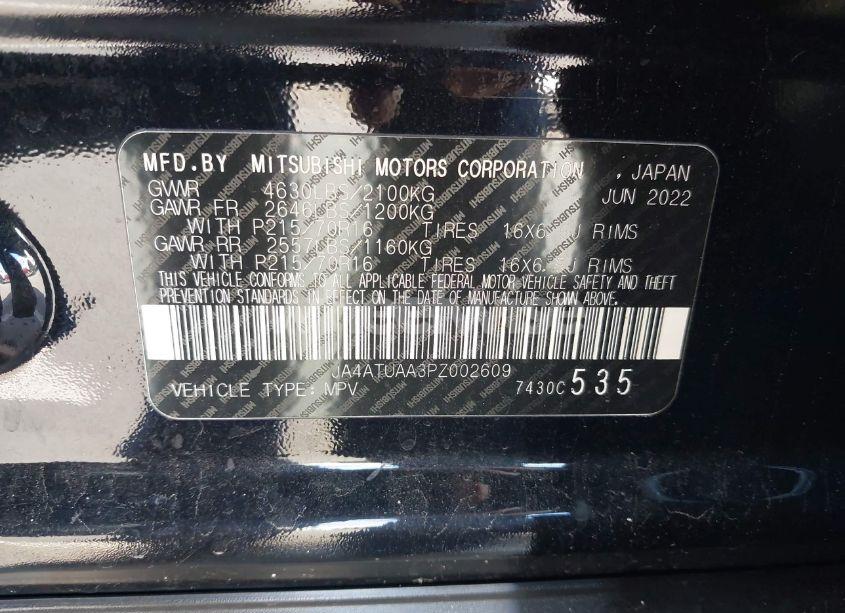 MFD.BY MITSUBISHI MOTORS CORPORATION , JAPAN
GVWR 4630LBS/2100KG JUN 2022
GAWR FR 2646LBS/1200KG
WITH P215/70R16 TIRES 16X6 J RIMS
GAWR RR 2557LBS/1160KG
WITH P215/70R16 TIRES 16X6 J RIMS
THIS VEHICLE CONFORMS TO ALL APPLICABLE FEDERAL MOTOR VEHICLE SAFETY AND THEFT
PREVENTION STANDARDS IN EFFECT ON THE DATE OF MANUFACTURE SHOWN ABOVE.
JA4ATUAA3PZ002609
VEHICLE TYPE: MPV 7430C 535